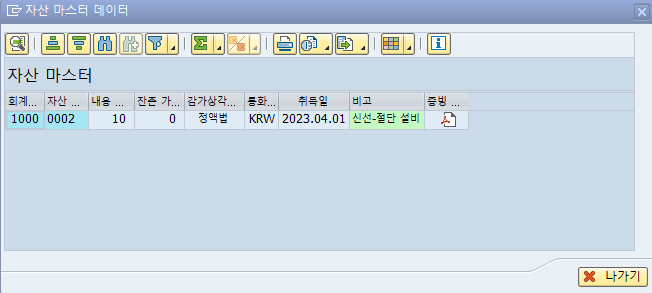 자산 마스터 데이터
자산 마스터
회계... 자산 ... 내용 ... 잔존 가... 감가상각... 통화... 취득일 비고 증빙 ...
1000 0002 10 0 정액법 KRW 2023.04.01 신선-절단 설비
나가기